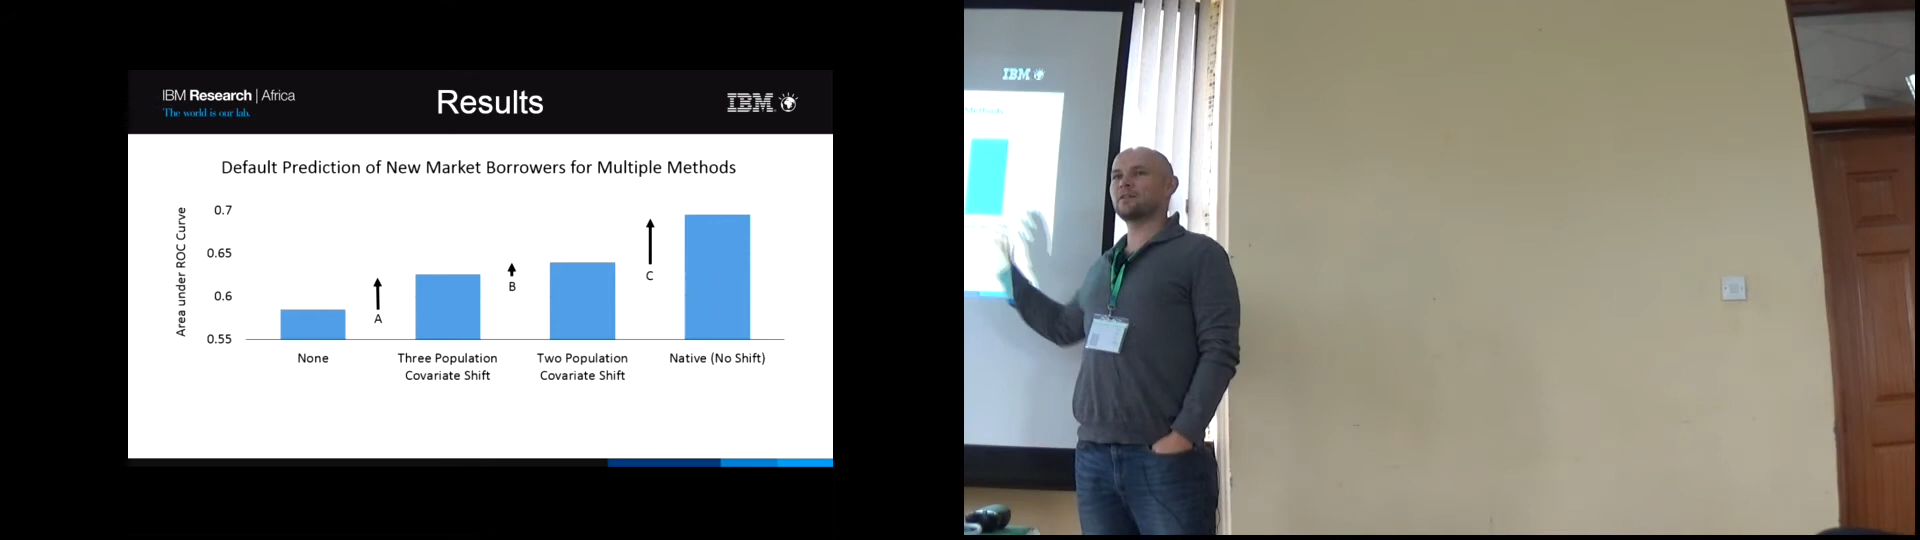 IBM Research | Africa
The world is our lab.
Results
IBM
Default Prediction of New Market Borrowers for Multiple Methods
Area under ROC Curve
0.7
0.65
0.6
0.55
A
B
C
None
Three Population
Covariate Shift
Two Population
Covariate Shift
Native (No Shift)
IBM
Methods